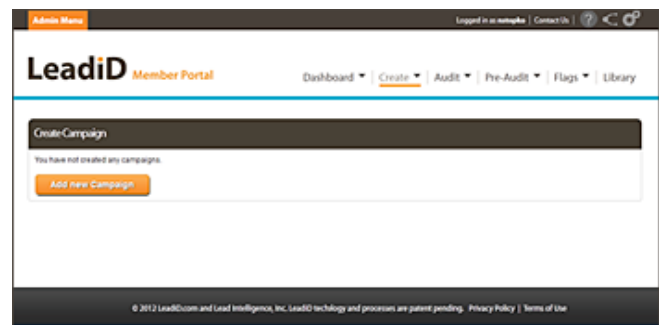 Admin Menu
Logged in as natopka | Contact Us | ?
LeadiD Member Portal
Dashboard | Create | Audit | Pre-Audit | Flags | Library
Create Campaign
You have not created any campaigns.
Add new Campaign
© 2012 LeadiD.com and Lead Intelligence, Inc. LeadiD techlogy and processes are patent pending. Privacy Policy | Terms of Use